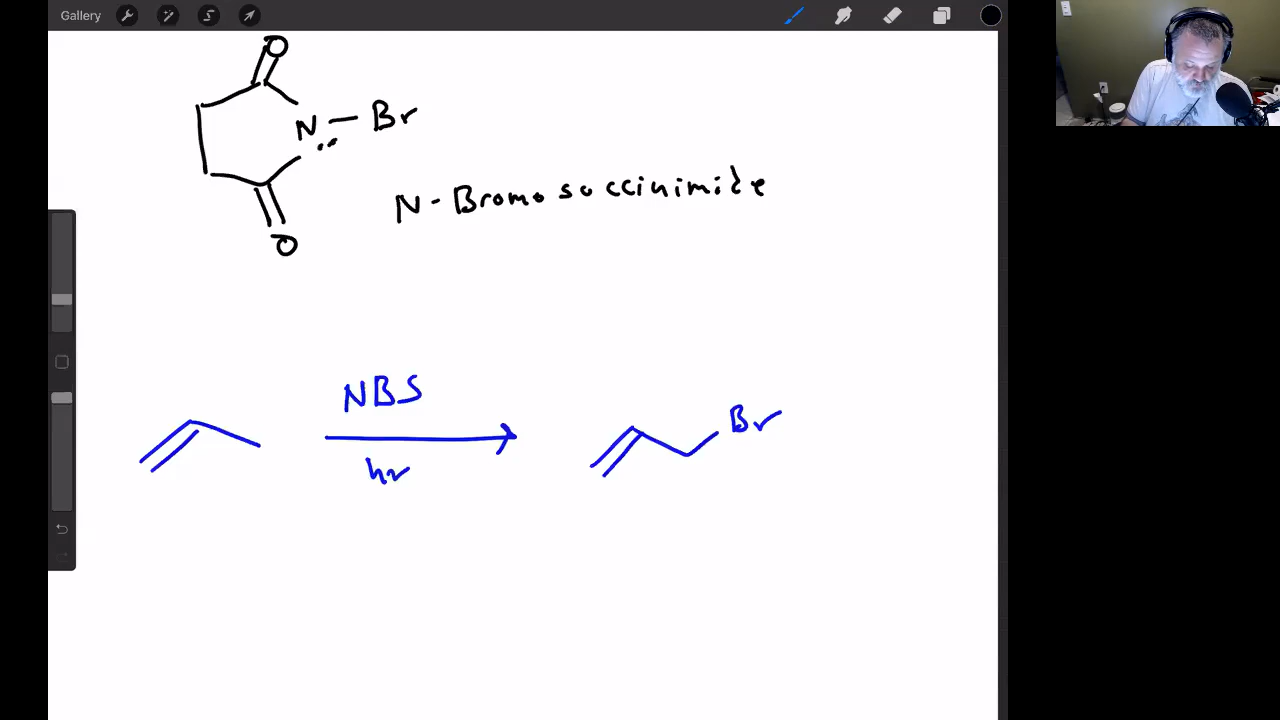 Gallery
O
N - Br
N-Bromosuccinimide
O
NBS
Br
hν